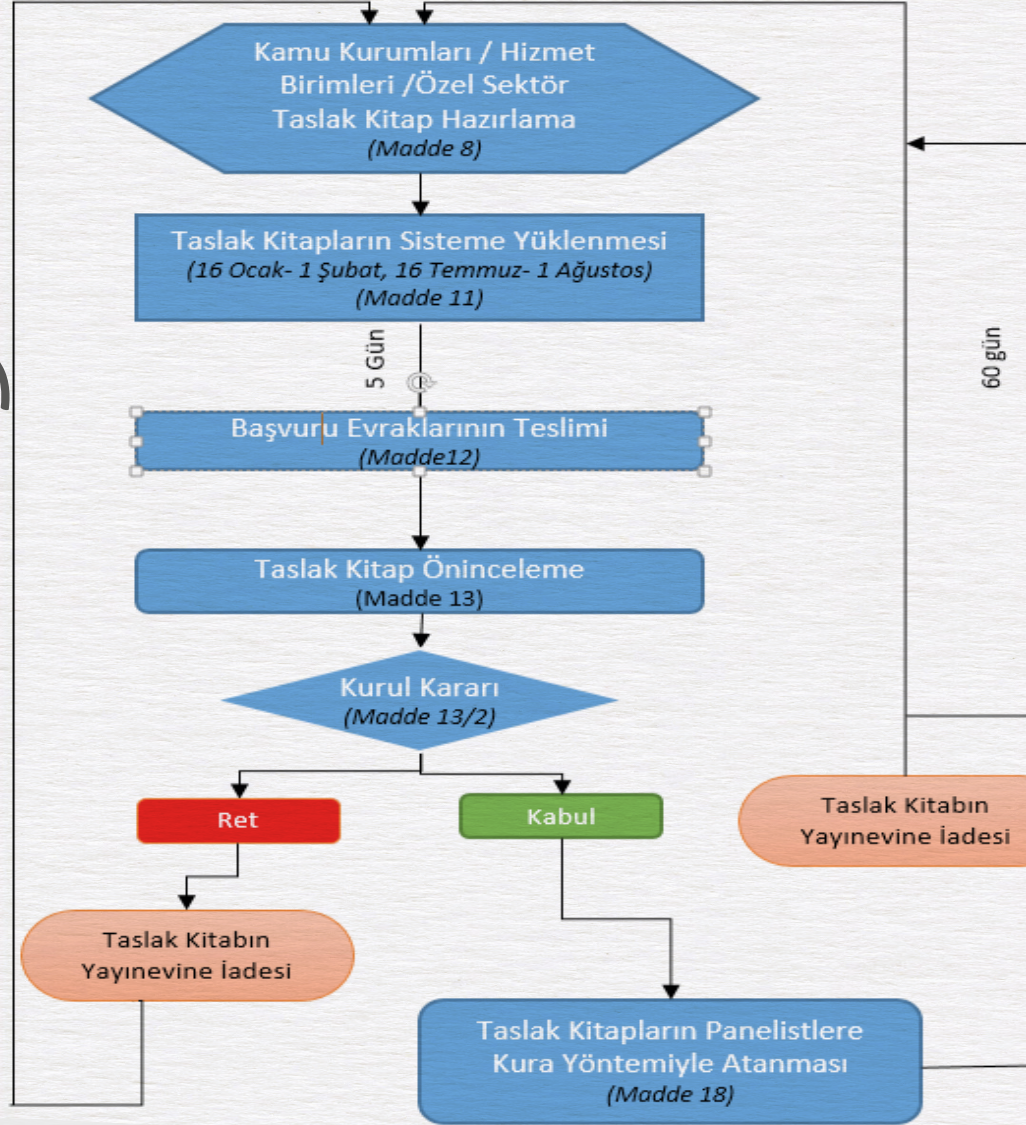 Kamu Kurumları / Hizmet
Birimleri /Özel Sektör
Taslak Kitap Hazırlama
(Madde 8)
Taslak Kitapların Sisteme Yüklenmesi
(16 Ocak- 1 Şubat, 16 Temmuz- 1 Ağustos)
(Madde 11)
5 Gün
60 gün
Başvuru Evraklarının Teslimi
(Madde12)
Taslak Kitap Öninceleme
(Madde 13)
Kurul Kararı
(Madde 13/2)
Ret
Kabul
Taslak Kitabın
Yayınevine İadesi
Taslak Kitabın
Yayınevine İadesi
Taslak Kitapların Panelistlere
Kura Yöntemiyle Atanması
(Madde 18)